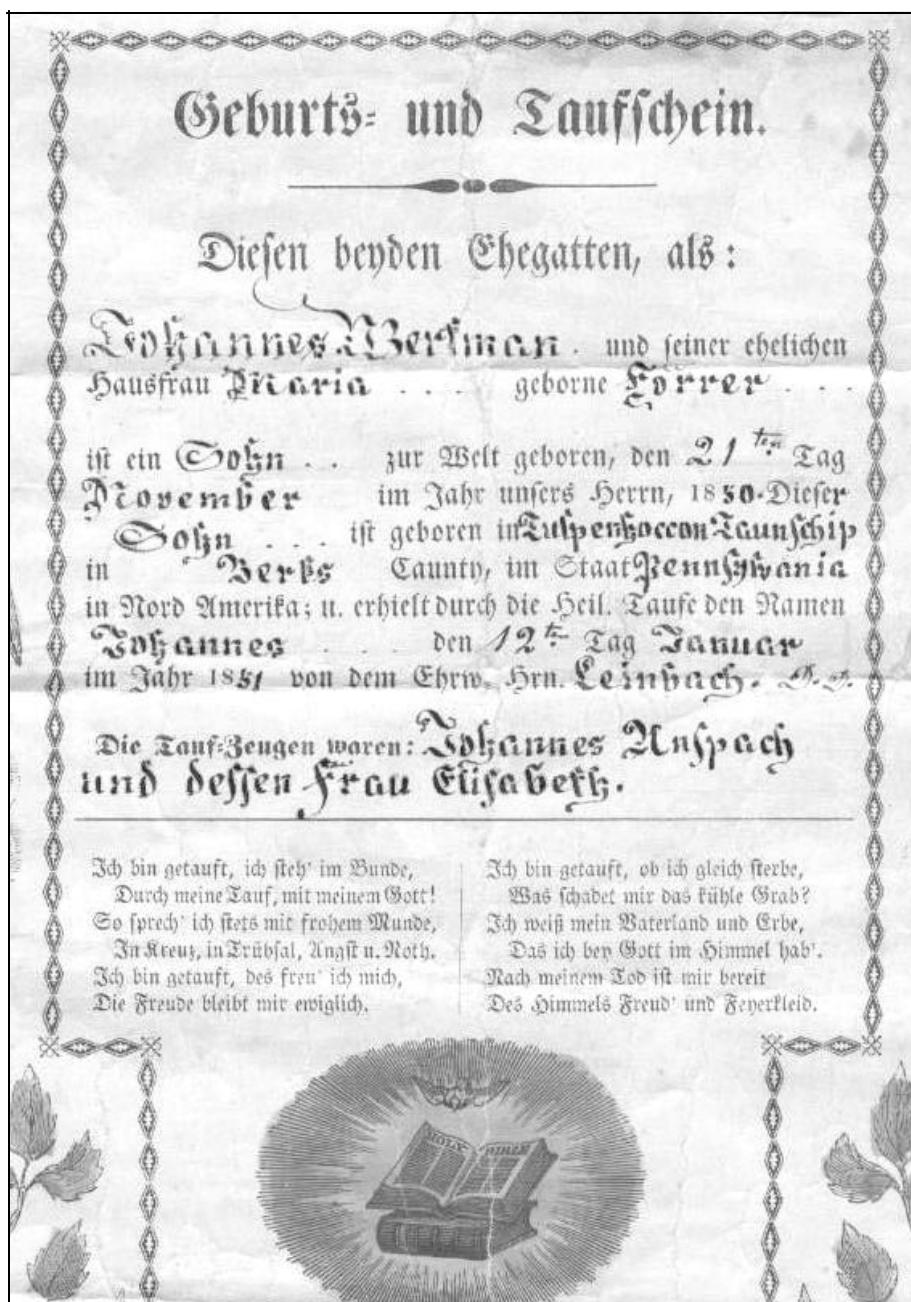 Geburts- und Taufschein.
Diesen beyden Ehegatten, als:
Johannes Werkman . und seiner ehelichen
Hausfrau Maria . . . . geborne Forrer . . .
ist ein Sohn . . zur Welt geboren, den 21ten Tag
November im Jahr unsers Herrn, 1850. Dieser
Sohn . . . ist geboren in Tulpenhoccon Taunschip
in Berks Caunty, im Staat Pennsylvania
in Nord Amerika; u. erhielt durch die Heil. Taufe den Namen
Johannes . . . . den 12te Tag Januar
im Jahr 1851 von dem Ehrw. Hrn. Leinbach. D. D.
Die Tauf-Zeugen waren: Johannes Anspach
und dessen Frau Elisabeth.
Ich bin getauft, ich steh' im Bunde,
Durch meine Tauf, mit meinem Gott!
So sprech' ich stets mit frohem Munde,
In Kreuz, in Trübsal, Angst u. Noth.
Ich bin getauft, des freu' ich mich,
Die Freude bleibt mir ewiglich.
Ich bin getauft, ob ich gleich sterbe,
Was schadet mir das kühle Grab?
Ich weiß mein Vaterland und Erbe,
Das ich bey Gott im Himmel hab'.
Nach meinem Tod ist mir bereit
Des Himmels Freud' und Feyerkleid.
HOLY BIBLE